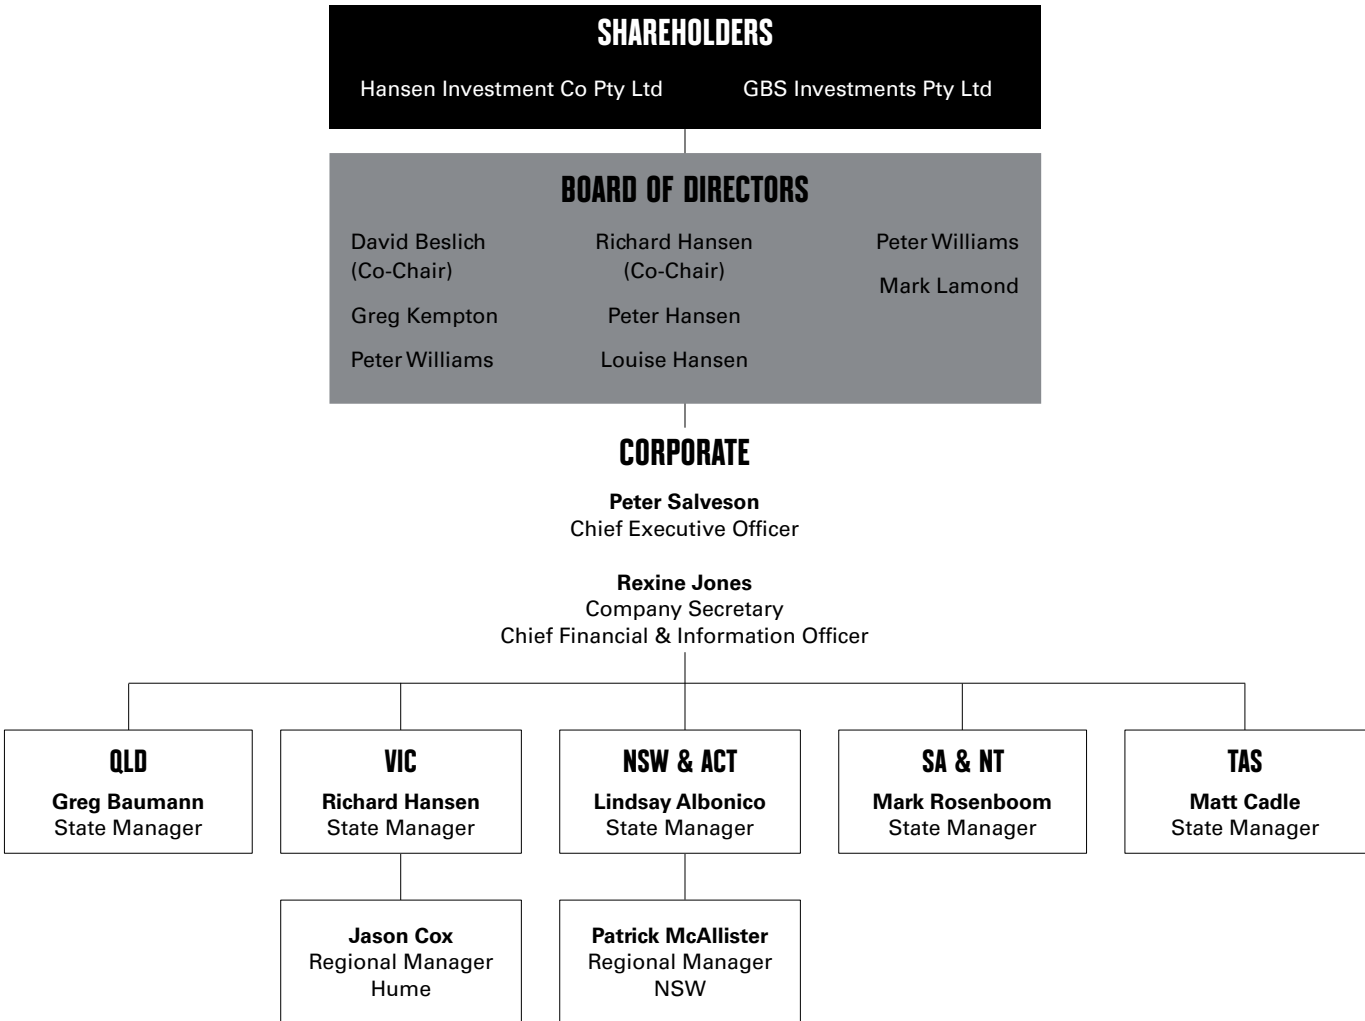 SHAREHOLDERS
Hansen Investment Co Pty Ltd
GBS Investments Pty Ltd
BOARD OF DIRECTORS
David Beslich
(Co-Chair)
Greg Kempton
Peter Williams
Richard Hansen
(Co-Chair)
Peter Hansen
Louise Hansen
Peter Williams
Mark Lamond
CORPORATE
Peter Salveson
Chief Executive Officer
Rexine Jones
Company Secretary
Chief Financial & Information Officer
QLD
Greg Baumann
State Manager
VIC
Richard Hansen
State Manager
NSW & ACT
Lindsay Albonico
State Manager
SA & NT
Mark Rosenboom
State Manager
TAS
Matt Cadle
State Manager
Jason Cox
Regional Manager
Hume
Patrick McAllister
Regional Manager
NSW